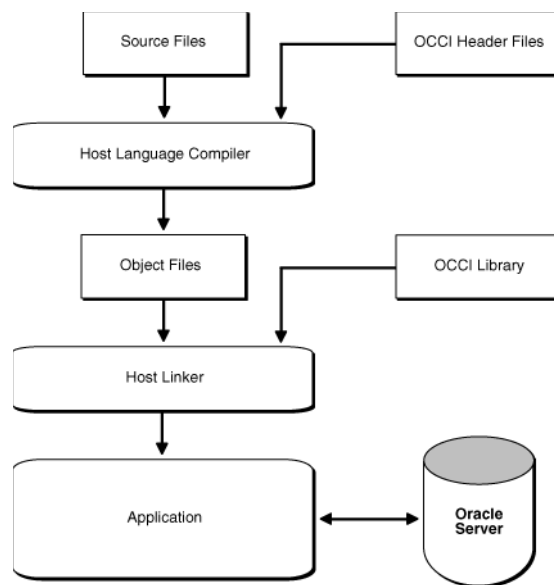 Source Files
OCCI Header Files
Host Language Compiler
Object Files
OCCI Library
Host Linker
Application
Oracle
Server